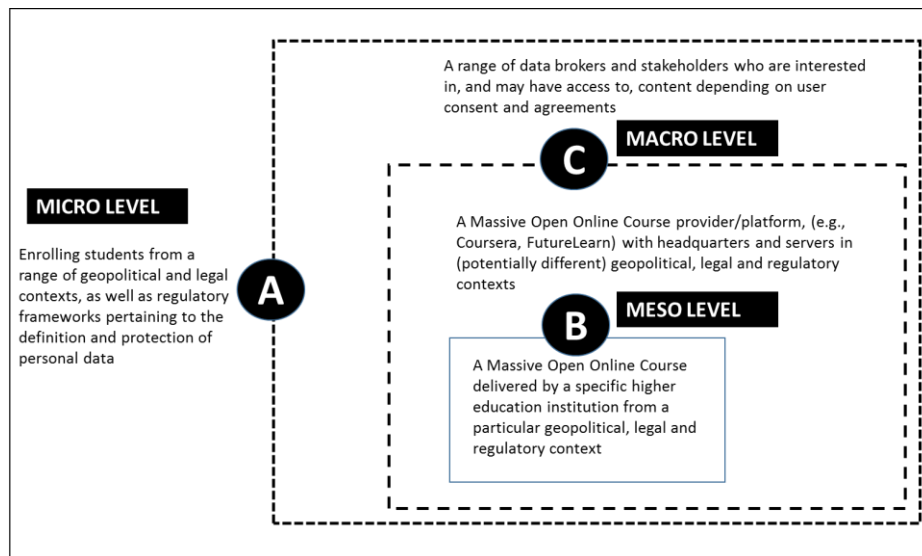 A range of data brokers and stakeholders who are interested
in, and may have access to, content depending on user
consent and agreements
C
MACRO LEVEL
MICRO LEVEL
Enrolling students from a
range of geopolitical and legal
contexts, as well as regulatory
frameworks pertaining to the
definition and protection of
personal data
A
A Massive Open Online Course provider/platform, (e.g.,
Coursera, FutureLearn) with headquarters and servers in
(potentially different) geopolitical, legal and regulatory
contexts
B
MESO LEVEL
A Massive Open Online Course
delivered by a specific higher
education institution from a
particular geopolitical, legal and
regulatory context